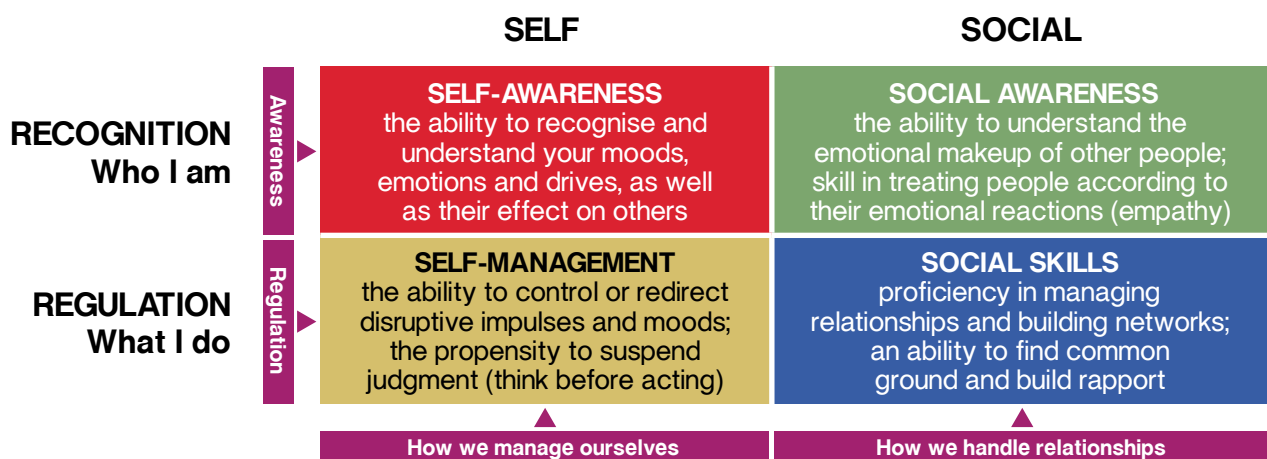 SELF
SOCIAL
RECOGNITION
Who I am
Awareness
SELF-AWARENESS
the ability to recognise and
understand your moods,
emotions and drives, as well
as their effect on others
SOCIAL AWARENESS
the ability to understand the
emotional makeup of other people;
skill in treating people according to
their emotional reactions (empathy)
REGULATION
What I do
Regulation
SELF-MANAGEMENT
the ability to control or redirect
disruptive impulses and moods;
the propensity to suspend
judgment (think before acting)
SOCIAL SKILLS
proficiency in managing
relationships and building networks;
an ability to find common
ground and build rapport
How we manage ourselves
How we handle relationships